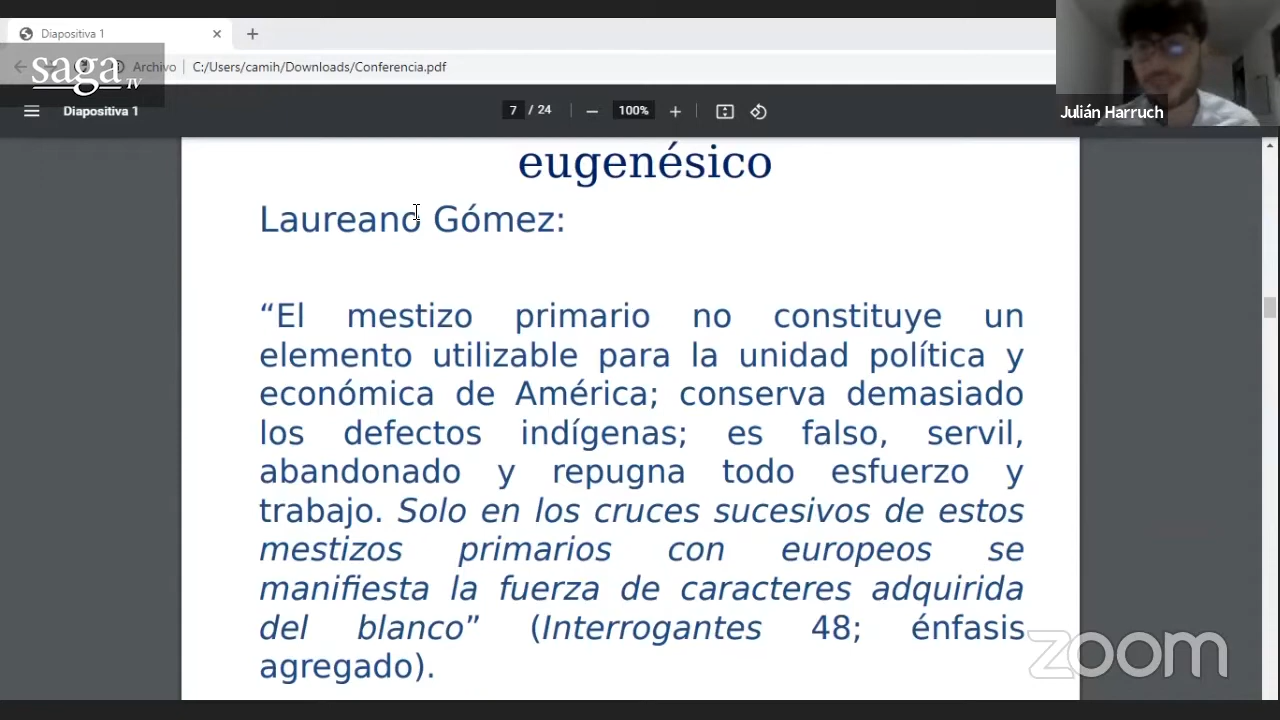 Diapositiva 1
saga TV
Archivo | C:/Users/camih/Downloads/Conferencia.pdf
Diapositiva 1
7 / 24
100%
Julián Harruch
eugenésico
Laureano Gómez:
“El mestizo primario no constituye un
elemento utilizable para la unidad política y
económica de América; conserva demasiado
los defectos indígenas; es falso, servil,
abandonado y repugna todo esfuerzo y
trabajo. Solo en los cruces sucesivos de estos
mestizos primarios con europeos se
manifiesta la fuerza de caracteres adquirida
del blanco” (Interrogantes 48; énfasis
agregado).
zoom